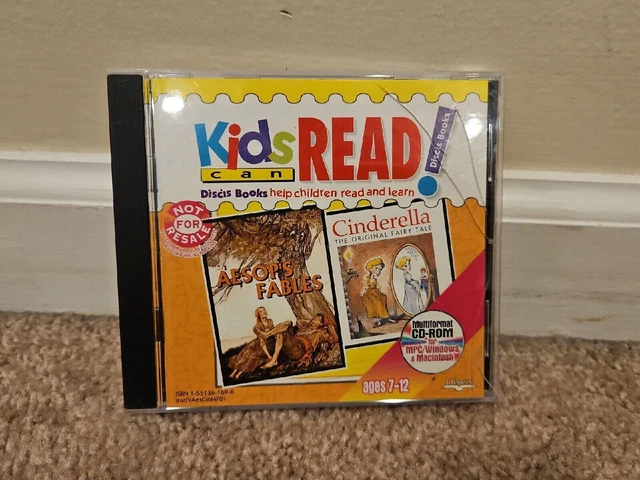 Kids
can
READ!
Discis Books
Discis Books help children read and learn
NOT
FOR
RESALE
AESOP'S
FABLES
Cinderella
THE ORIGINAL FAIRY TALE
Multiformat
CD-ROM
for
MPC/Windows
& Macintosh
ages 7-12
ISBN 1-55136-169-8
Discis